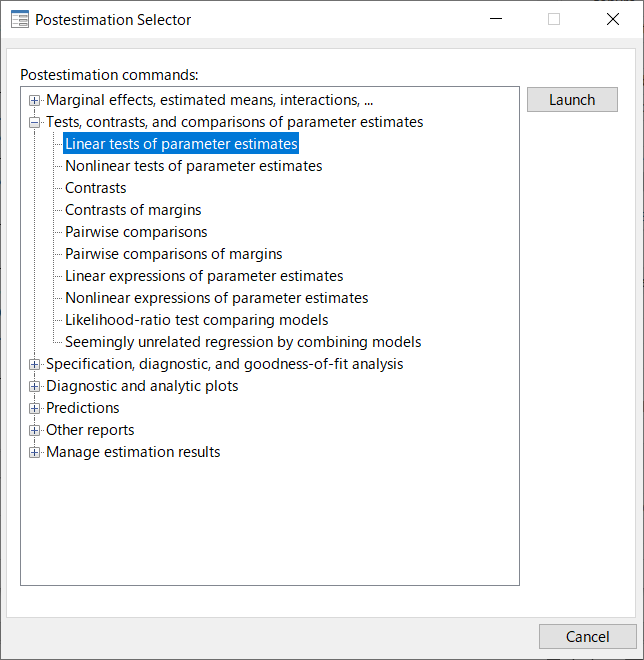 Postestimation Selector
Postestimation commands:
Marginal effects, estimated means, interactions, ...
Launch
Tests, contrasts, and comparisons of parameter estimates
Linear tests of parameter estimates
Nonlinear tests of parameter estimates
Contrasts
Contrasts of margins
Pairwise comparisons
Pairwise comparisons of margins
Linear expressions of parameter estimates
Nonlinear expressions of parameter estimates
Likelihood-ratio test comparing models
Seemingly unrelated regression by combining models
Specification, diagnostic, and goodness-of-fit analysis
Diagnostic and analytic plots
Predictions
Other reports
Manage estimation results
Cancel